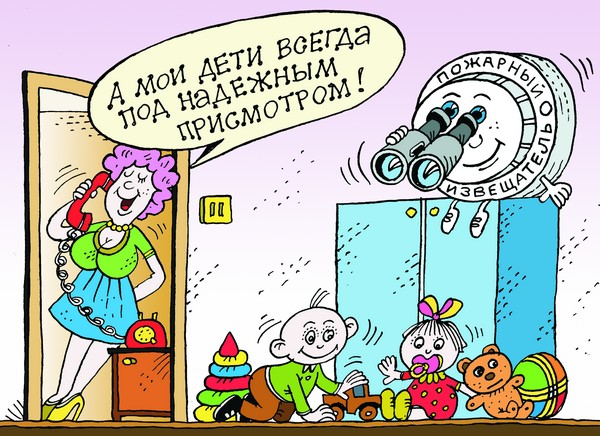 А МОИ ДЕТИ ВСЕГДА
ПОД НАДЕЖНЫМ
ПРИСМОТРОМ!
ПОЖАРНЫЙ
ИЗВЕЩАТЕЛЬ
О